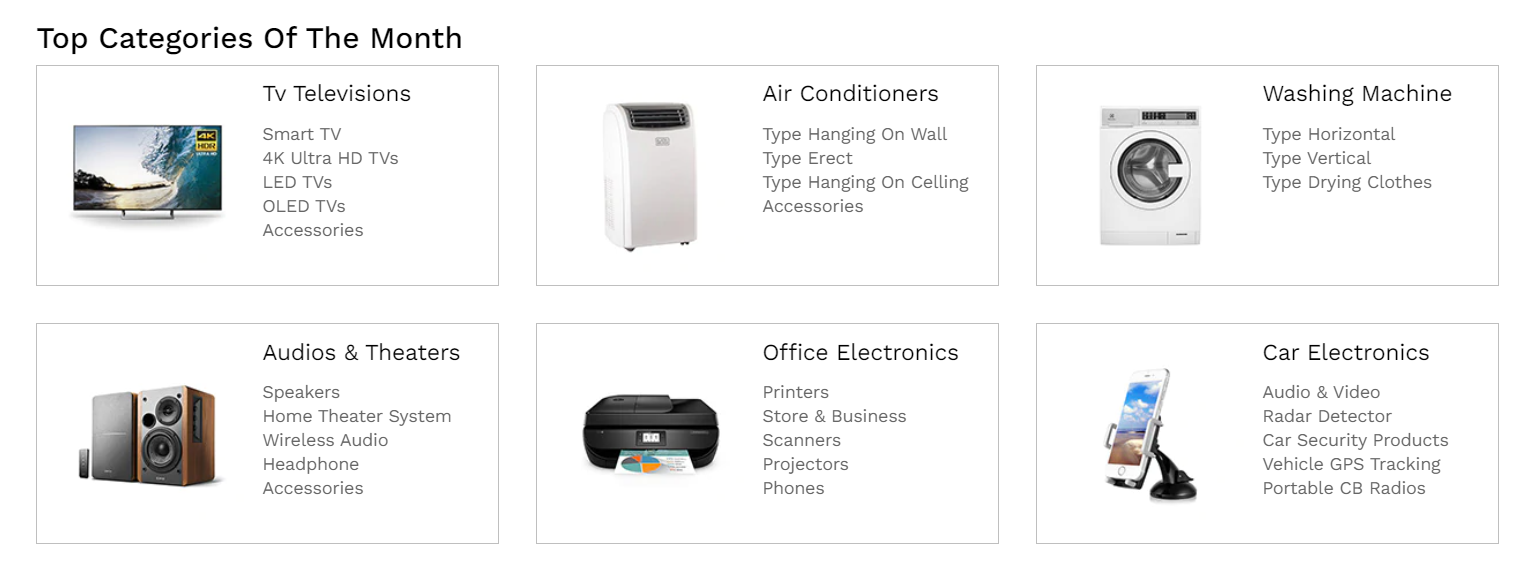 Top Categories Of The Month
Tv Televisions
Smart TV
4K Ultra HD TVs
LED TVs
OLED TVs
Accessories
4K
HDR
ULTRA HD
Air Conditioners
Type Hanging On Wall
Type Erect
Type Hanging On Celling
Accessories
Washing Machine
Type Horizontal
Type Vertical
Type Drying Clothes
Audios & Theaters
Speakers
Home Theater System
Wireless Audio
Headphone
Accessories
Office Electronics
Printers
Store & Business
Scanners
Projectors
Phones
Car Electronics
Audio & Video
Radar Detector
Car Security Products
Vehicle GPS Tracking
Portable CB Radios